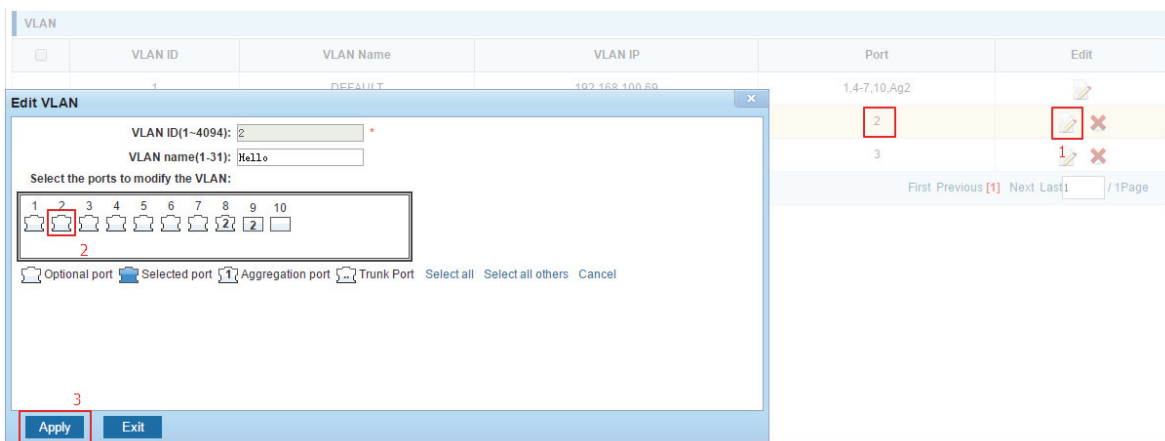 VLAN
VLAN ID VLAN Name VLAN IP Port Edit
1 DEFAULT 192.168.100.69 1,4-7,10,Ag2
Edit VLAN x
2
VLAN ID(1~4094): 2 *
1
VLAN name(1-31): Hello
3
Select the ports to modify the VLAN:
First Previous [1] Next Last 1 / 1Page
1 2 3 4 5 6 7 8 9 10
2 2
2
Optional port Selected port 1 Aggregation port .. Trunk Port Select all Select all others Cancel
3
Apply Exit